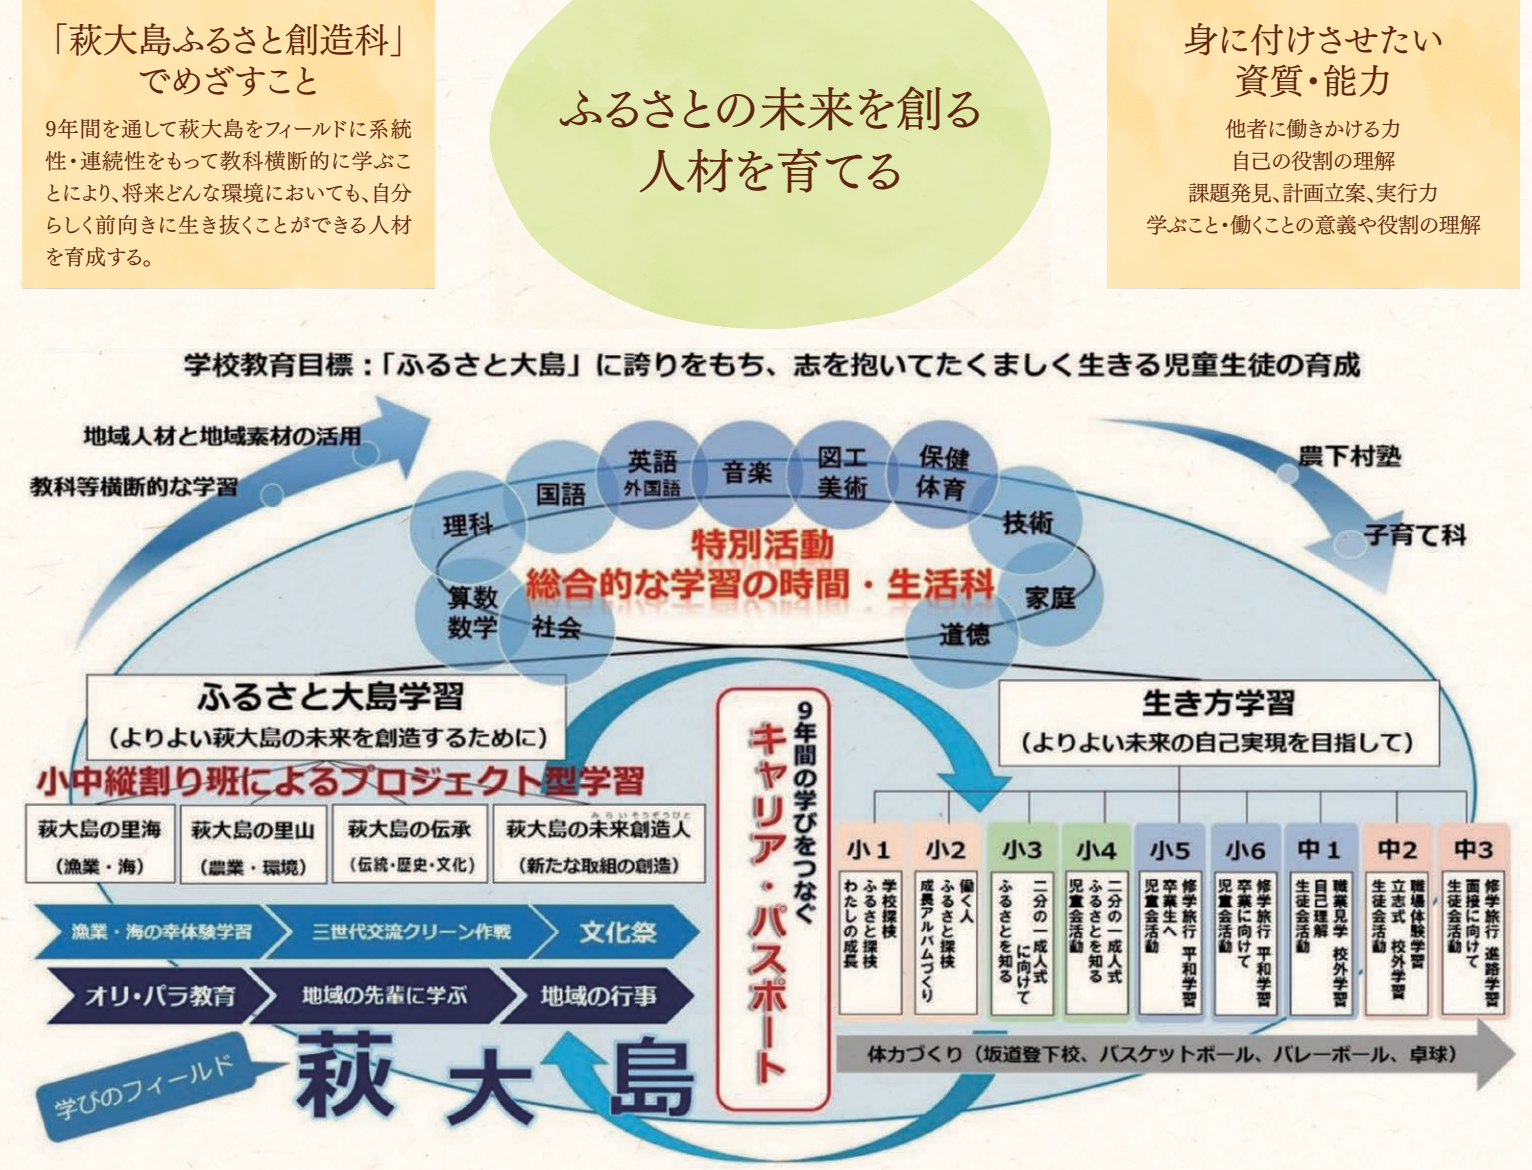 「萩大島ふるさと創造科」
でめざすこと
9年間を通して萩大島をフィールドに系統
性・連続性をもって教科横断的に学ぶこ
とにより、将来どんな環境においても、自分
らしく前向きに生き抜くことができる人材
を育成する。
ふるさとの未来を創る
人材を育てる
身に付けさせたい
資質・能力
他者に働きかける力
自己の役割の理解
課題発見、計画立案、実行力
学ぶこと・働くことの意義や役割の理解
学校教育目標：「ふるさと大島」に誇りをもち、志を抱いてたくましく生きる児童生徒の育成
地域人材と地域素材の活用
教科等横断的な学習
農下村塾
子育て科
理科
国語
英語
外国語
音楽
図工
美術
保健
体育
技術
家庭
道徳
算数
数学
社会
特別活動
総合的な学習の時間・生活科
ふるさと大島学習
（よりよい萩大島の未来を創造するために）
小中縦割り班によるプロジェクト型学習
萩大島の里海
（漁業・海）
萩大島の里山
（農業・環境）
萩大島の伝承
（伝統・歴史・文化）
みらいそうぞうびと
萩大島の未来創造人
（新たな取組の創造）
漁業・海の幸体験学習
三世代交流クリーン作戦
文化祭
オリ・パラ教育
地域の先輩に学ぶ
地域の行事
学びのフィールド
萩大島
9年間の学びをつなぐ
キャリア・パスポート
生き方学習
（よりよい未来の自己実現を目指して）
小1
学校探検
ふるさと探検
わたしの成長
小2
働く人
ふるさと探検
成長アルバムづくり
小3
二分の一成人式
に向けて
ふるさとを知る
小4
二分の一成人式
ふるさとを知る
児童会活動
小5
修学旅行 平和学習
卒業生へ
児童会活動
小6
修学旅行 平和学習
卒業に向けて
児童会活動
中1
職業見学 校外学習
自己理解
生徒会活動
中2
職場体験学習
立志式 校外学習
生徒会活動
中3
修学旅行 進路学習
面接に向けて
生徒会活動
体力づくり（坂道登下校、バスケットボール、バレーボール、卓球）